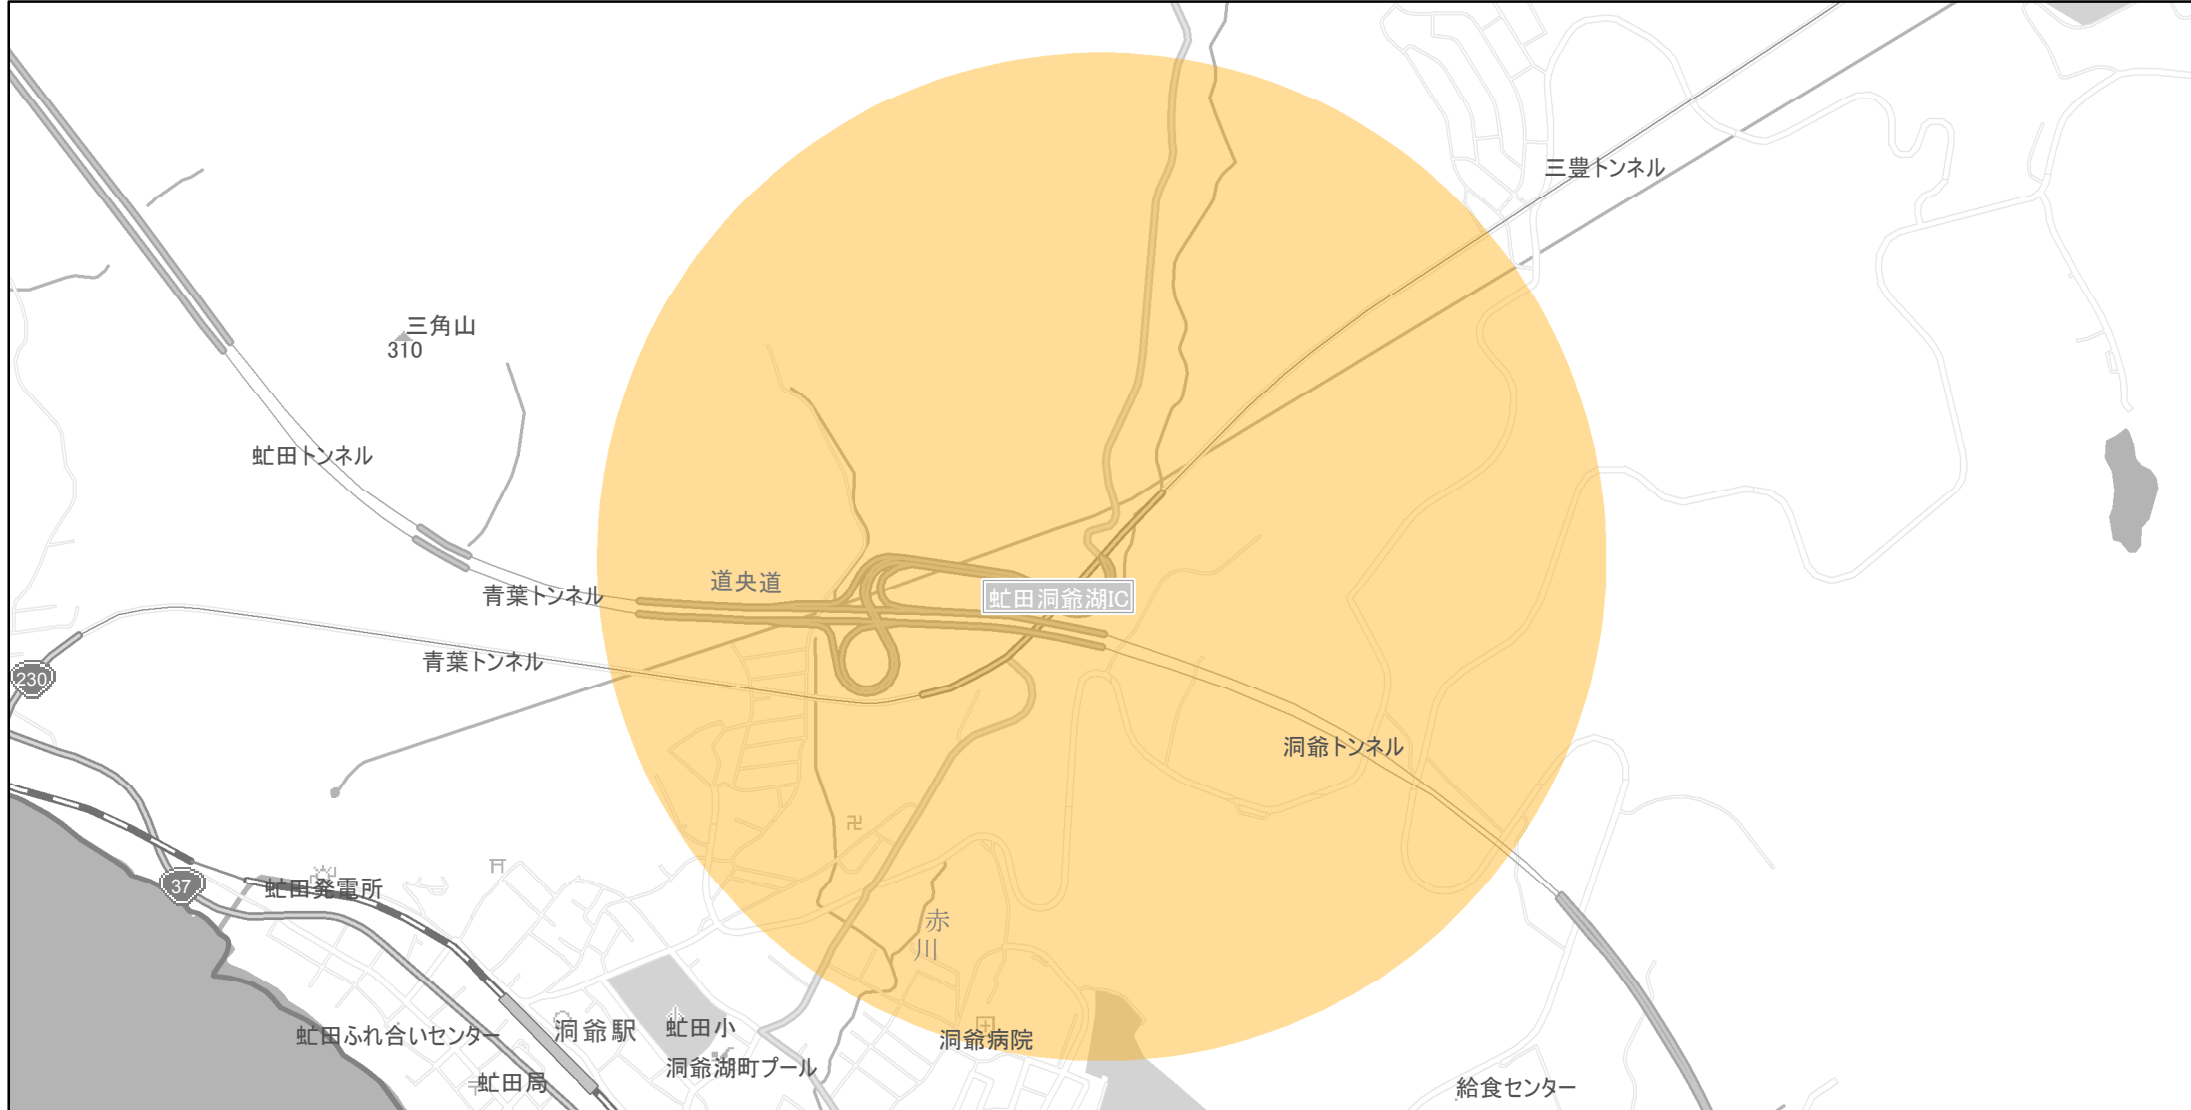 三豊トンネル
三角山
310
虻田トンネル
道央道
青葉トンネル
虻田洞爺湖IC
青葉トンネル
230
洞爺トンネル
37
虻田発電所
赤川
虻田ふれ合いセンター
洞爺駅
虻田小
洞爺病院
洞爺湖町プール
虻田局
給食センター